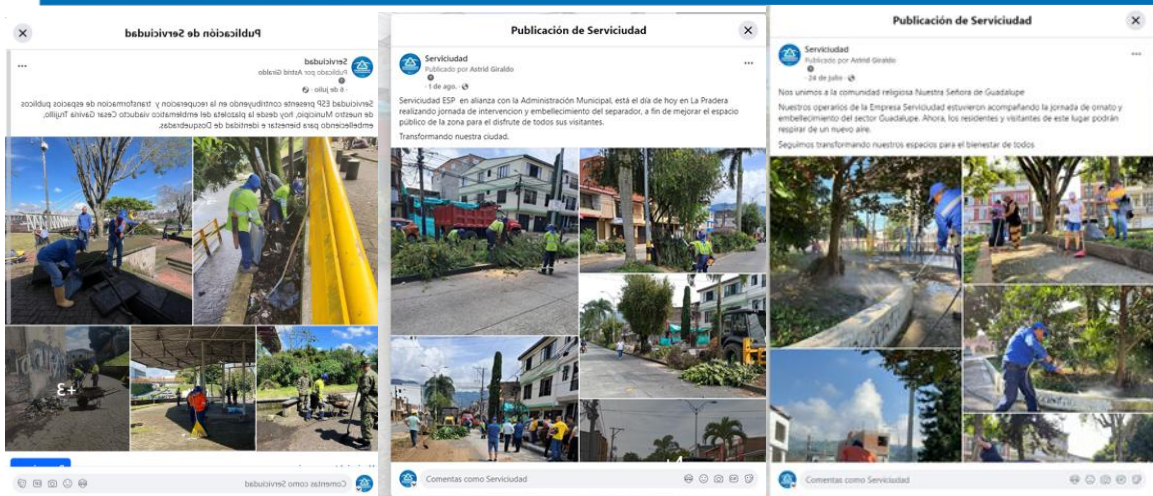 Publicación de Serviciudad
Serviciudad
Publicado por Astrid Giraldo
· 6 de julio ·
Serviciudad ESP presente contribuyendo en la recuperacion y transformacion de espacios publicos
de nuestro Municipio, hoy desde la plazoleta del emblematico viaducto Cesar Gaviria Trujillo,
embelleciendo para bienestar e identidad de Dosquebradas.
+3
Comentas como Serviciudad
Publicación de Serviciudad
Serviciudad
Publicado por Astrid Giraldo
· 1 de ago. ·
Serviciudad ESP en alianza con la Administración Municipal, está el día de hoy en La Pradera
realizando jornada de intervencion y embellecimiento del separador, a fin de mejorar el espacio
público de la zona para el disfrute de todos sus visitantes.
Transformando nuestra ciudad.
Comentas como Serviciudad
Publicación de Serviciudad
Serviciudad
Publicado por Astrid Giraldo
· 24 de julio ·
Nos unimos a la comunidad religiosa Nuestra Señora de Guadalupe
Nuestros operarios de la Empresa Serviciudad estuvieron acompañando la jornada de ornato y
embellecimiento del sector Guadalupe. Ahora, los residentes y visitantes de este lugar podrán
respirar de un nuevo aire.
Seguimos transformando nuestros espacios para el bienestar de todos
Comentas como Serviciudad